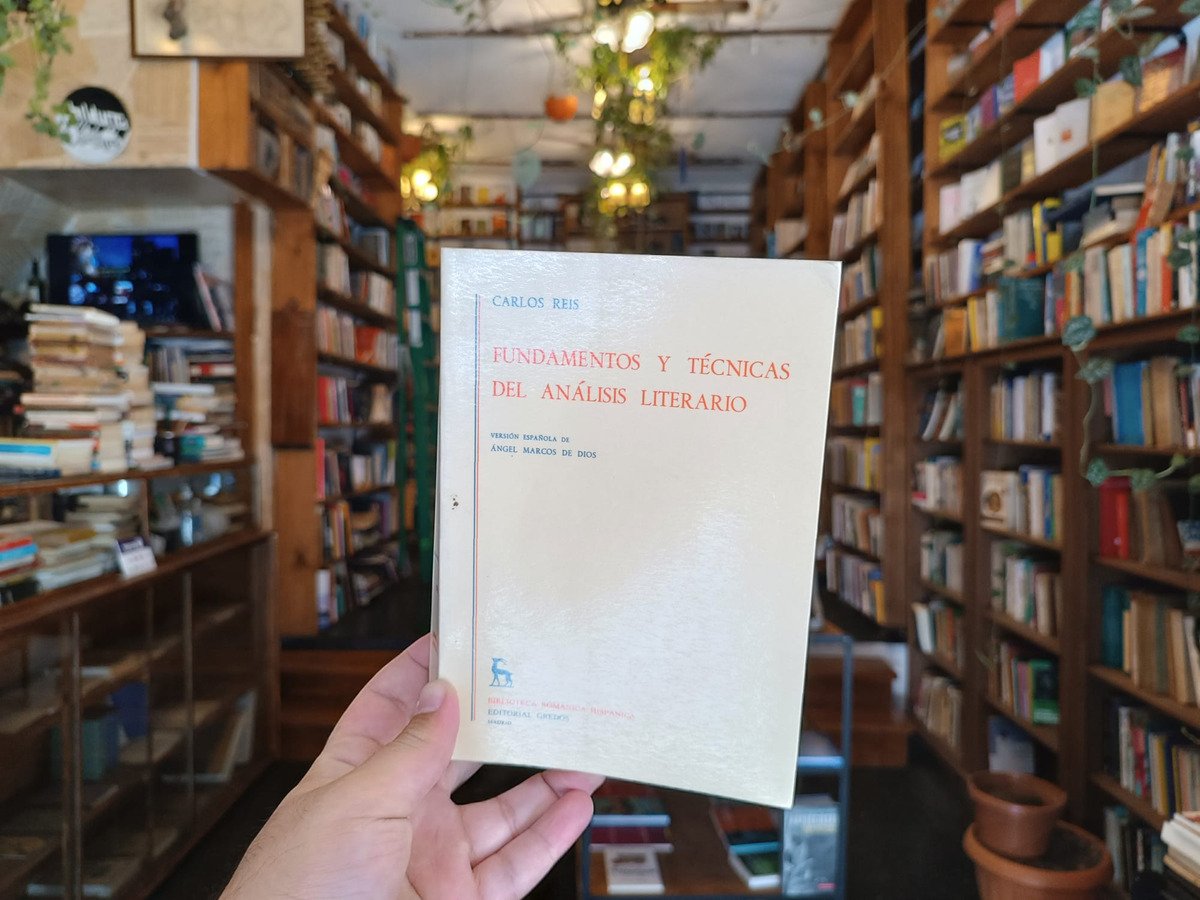 CARLOS REIS
FUNDAMENTOS Y TÉCNICAS
DEL ANÁLISIS LITERARIO
VERSIÓN ESPAÑOLA DE
ÁNGEL MARCOS DE DIOS
BIBLIOTECA ROMÁNICA HISPÁNICA
EDITORIAL GREDOS
MADRID